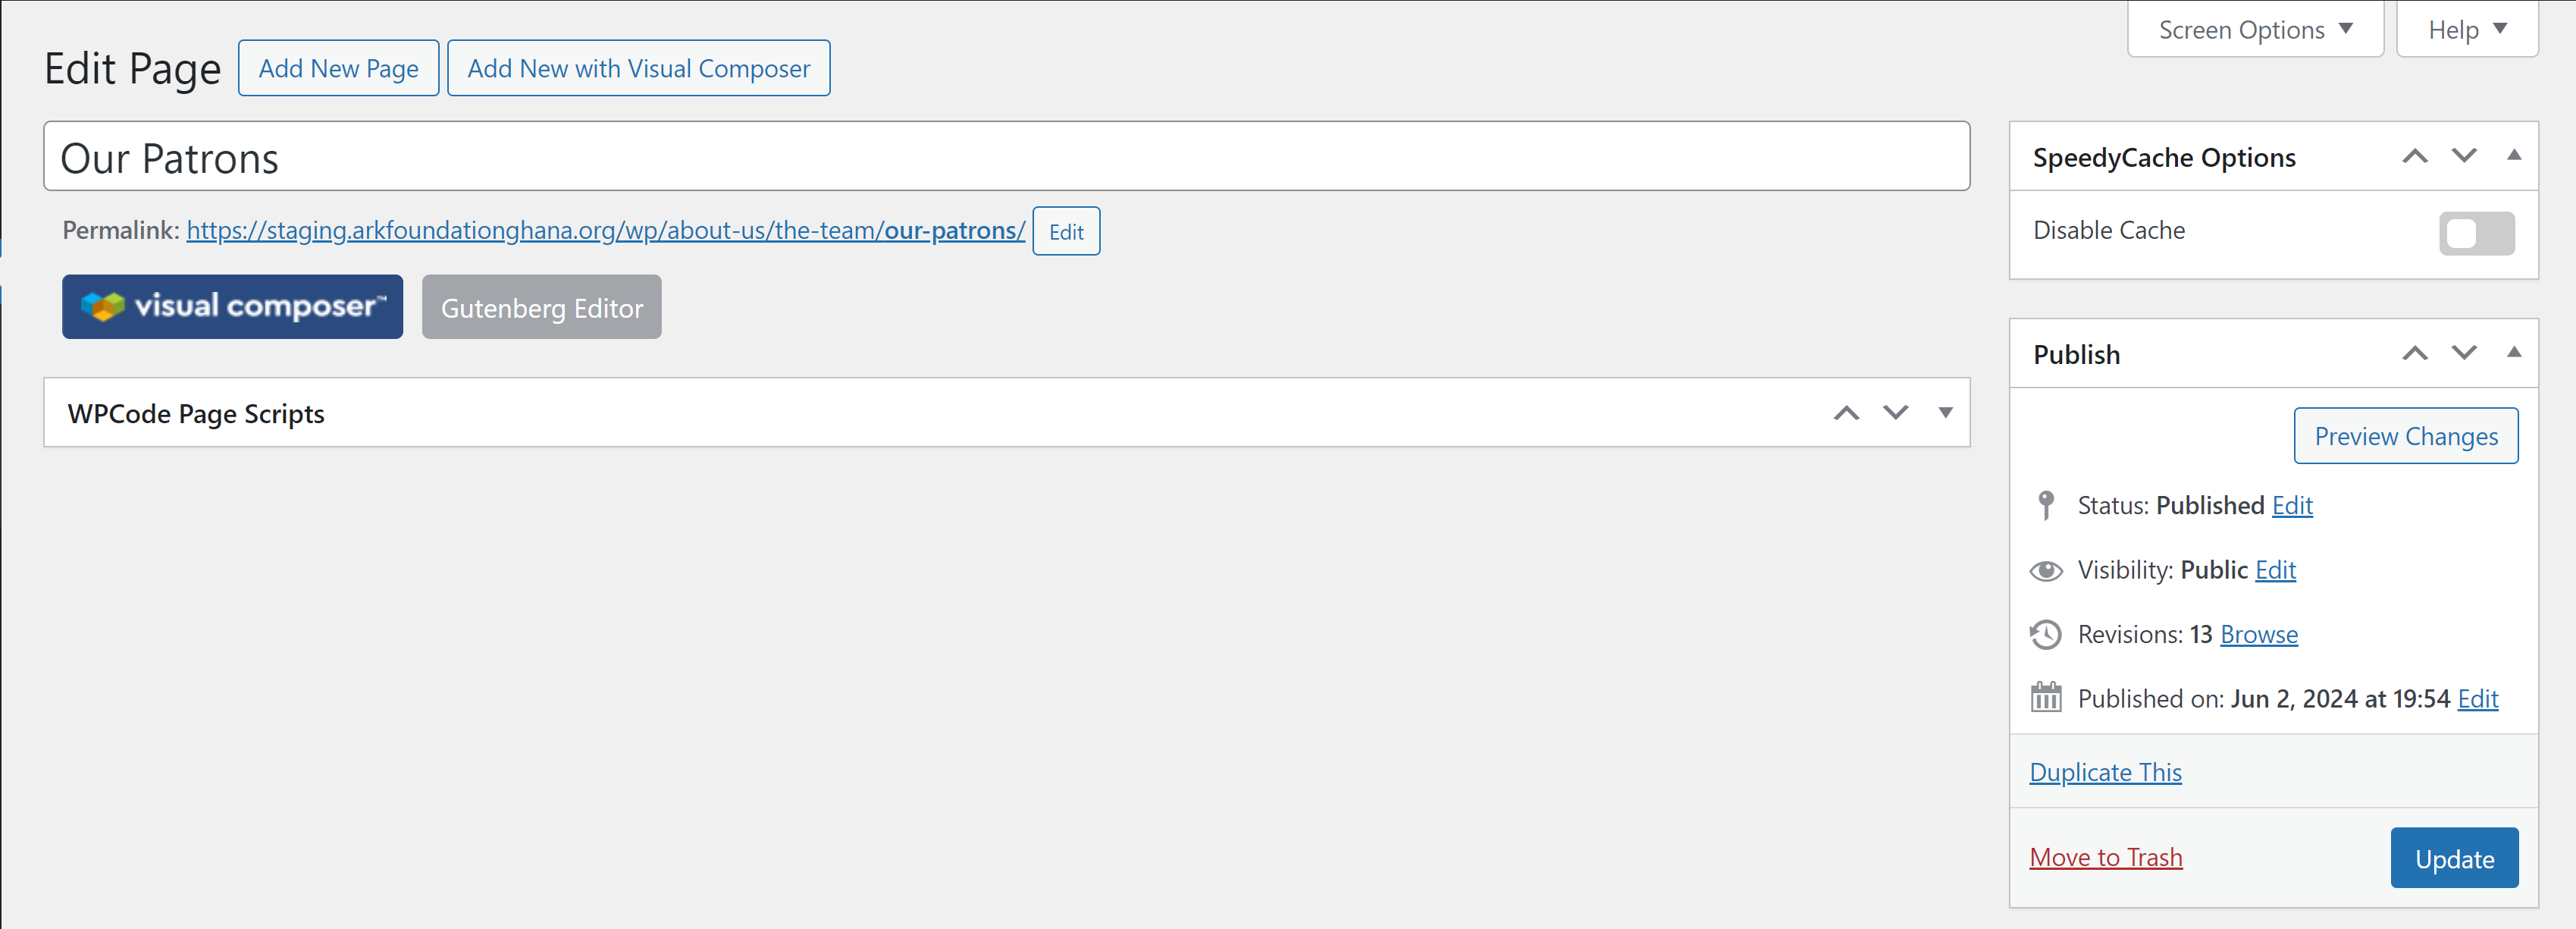 Screen Options
Help
Edit Page
Add New Page
Add New with Visual Composer
Our Patrons
Permalink: https://staging.arkfoundationghana.org/wp/about-us/the-team/our-patrons/ Edit
visual composer™
Gutenberg Editor
WPCode Page Scripts
SpeedyCache Options
Disable Cache
Publish
Preview Changes
Status: Published Edit
Visibility: Public Edit
Revisions: 13 Browse
Published on: Jun 2, 2024 at 19:54 Edit
Duplicate This
Move to Trash
Update